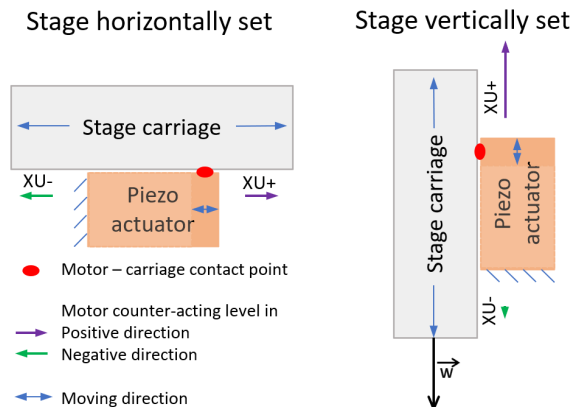 Stage horizontally set
Stage carriage
XU-
XU+
Piezo
actuator
Motor – carriage contact point
Motor counter-acting level in
Positive direction
Negative direction
Moving direction
Stage vertically set
XU+
Stage carriage
Piezo
actuator
XU-
w